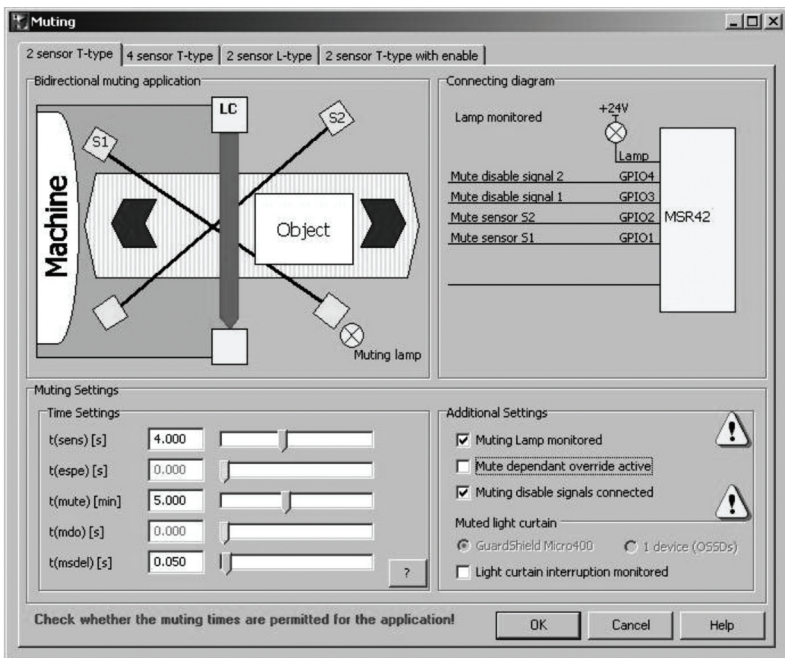 Muting
2 sensor T-type
4 sensor T-type
2 sensor L-type
2 sensor T-type with enable
Bidirectional muting application
LC
S1
S2
Machine
Object
Muting lamp
Connecting diagram
Lamp monitored
+24V
Lamp
Mute disable signal 2 GPIO4
Mute disable signal 1 GPIO3
Mute sensor S2 GPIO2
MSR42
Mute sensor S1 GPIO1
Muting Settings
Time Settings
t(sens) [s] 4.000
t(espe) [s] 0.000
t(mute) [min] 5.000
t(mdo) [s] 0.000
t(msdel) [s] 0.050
?
Additional Settings
Muting Lamp monitored
!
Mute dependant override active
Muting disable signals connected
!
Muted light curtain
GuardShield Micro400
1 device (OSSDs)
Light curtain interruption monitored
Check whether the muting times are permitted for the application!
OK
Cancel
Help